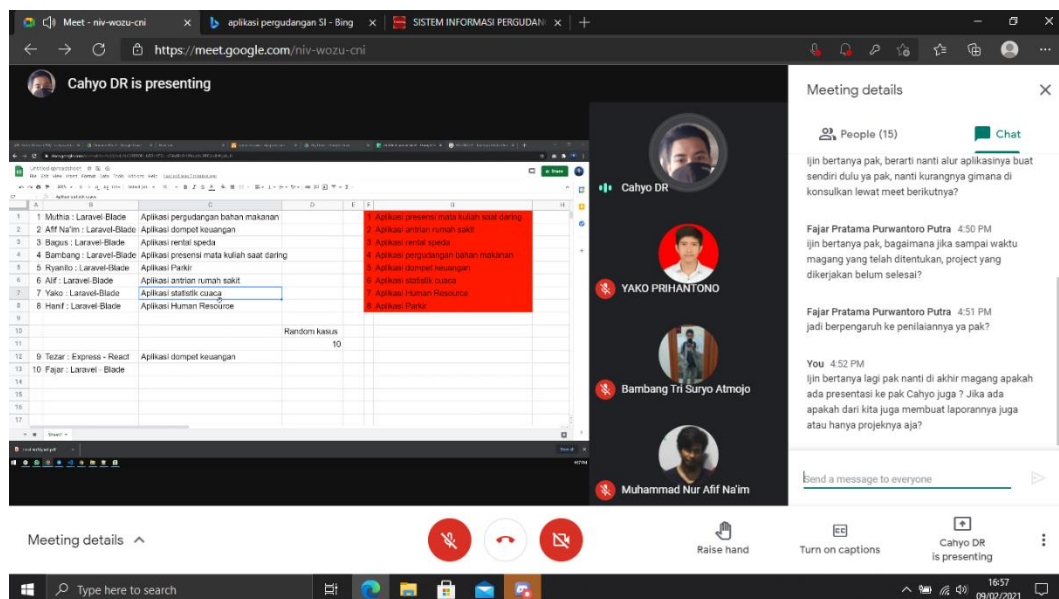 Meet - niv-wozu-cni
aplikasi pergudangan SI - Bing
SISTEM INFORMASI PERGUDAN
https://meet.google.com/niv-wozu-cni
Cahyo DR is presenting
Untitled spreadsheet
1 Muthia : Laravel-Blade Aplikasi pergudangan bahan makanan
2 Afif Na'im : Laravel-Blade Aplikasi dompet keuangan
3 Bagus : Laravel-Blade Aplikasi rental speda
4 Bambang : Laravel-Blade Aplikasi presensi mata kuliah saat daring
5 Ryanito : Laravel-Blade Aplikasi Parkir
6 Alif : Laravel-Blade Aplikasi antrian rumah sakit
7 Yako : Laravel-Blade Aplikasi statistik cuaca
8 Hanif : Laravel-Blade Aplikasi Human Resource
Random kasus
10
9 Tezar : Express - React Aplikasi dompet keuangan
10 Fajar : Laravel - Blade
1 Aplikasi presensi mata kuliah saat daring
2 Aplikasi antrian rumah sakit
3 Aplikasi rental speda
4 Aplikasi pergudangan bahan makanan
5 Aplikasi dompet keuangan
6 Aplikasi statistik cuaca
7 Aplikasi Human Resource
8 Aplikasi Parkir
Cahyo DR
YAKO PRIHANTONO
Bambang Tri Suryo Atmojo
Muhammad Nur Afif Na'im
Meeting details
People (15)
Chat
Ijin bertanya pak, berarti nanti alur aplikasinya buat
sendiri dulu ya pak, nanti kurangnya gimana di
konsulkan lewat meet berikutnya?
Fajar Pratama Purwantoro Putra 4:50 PM
ijin bertanya pak, bagaimana jika sampai waktu
magang yang telah ditentukan, project yang
dikerjakan belum selesai?
Fajar Pratama Purwantoro Putra 4:51 PM
jadi berpengaruh ke penilaiannya ya pak?
You 4:52 PM
Ijin bertanya lagi pak nanti di akhir magang apakah
ada presentasi ke pak Cahyo juga ? Jika ada
apakah dari kita juga membuat laporannya juga
atau hanya projeknya aja?
Send a message to everyone
Meeting details
Raise hand
Turn on captions
Cahyo DR
is presenting
Type here to search
16:57
09/02/2021